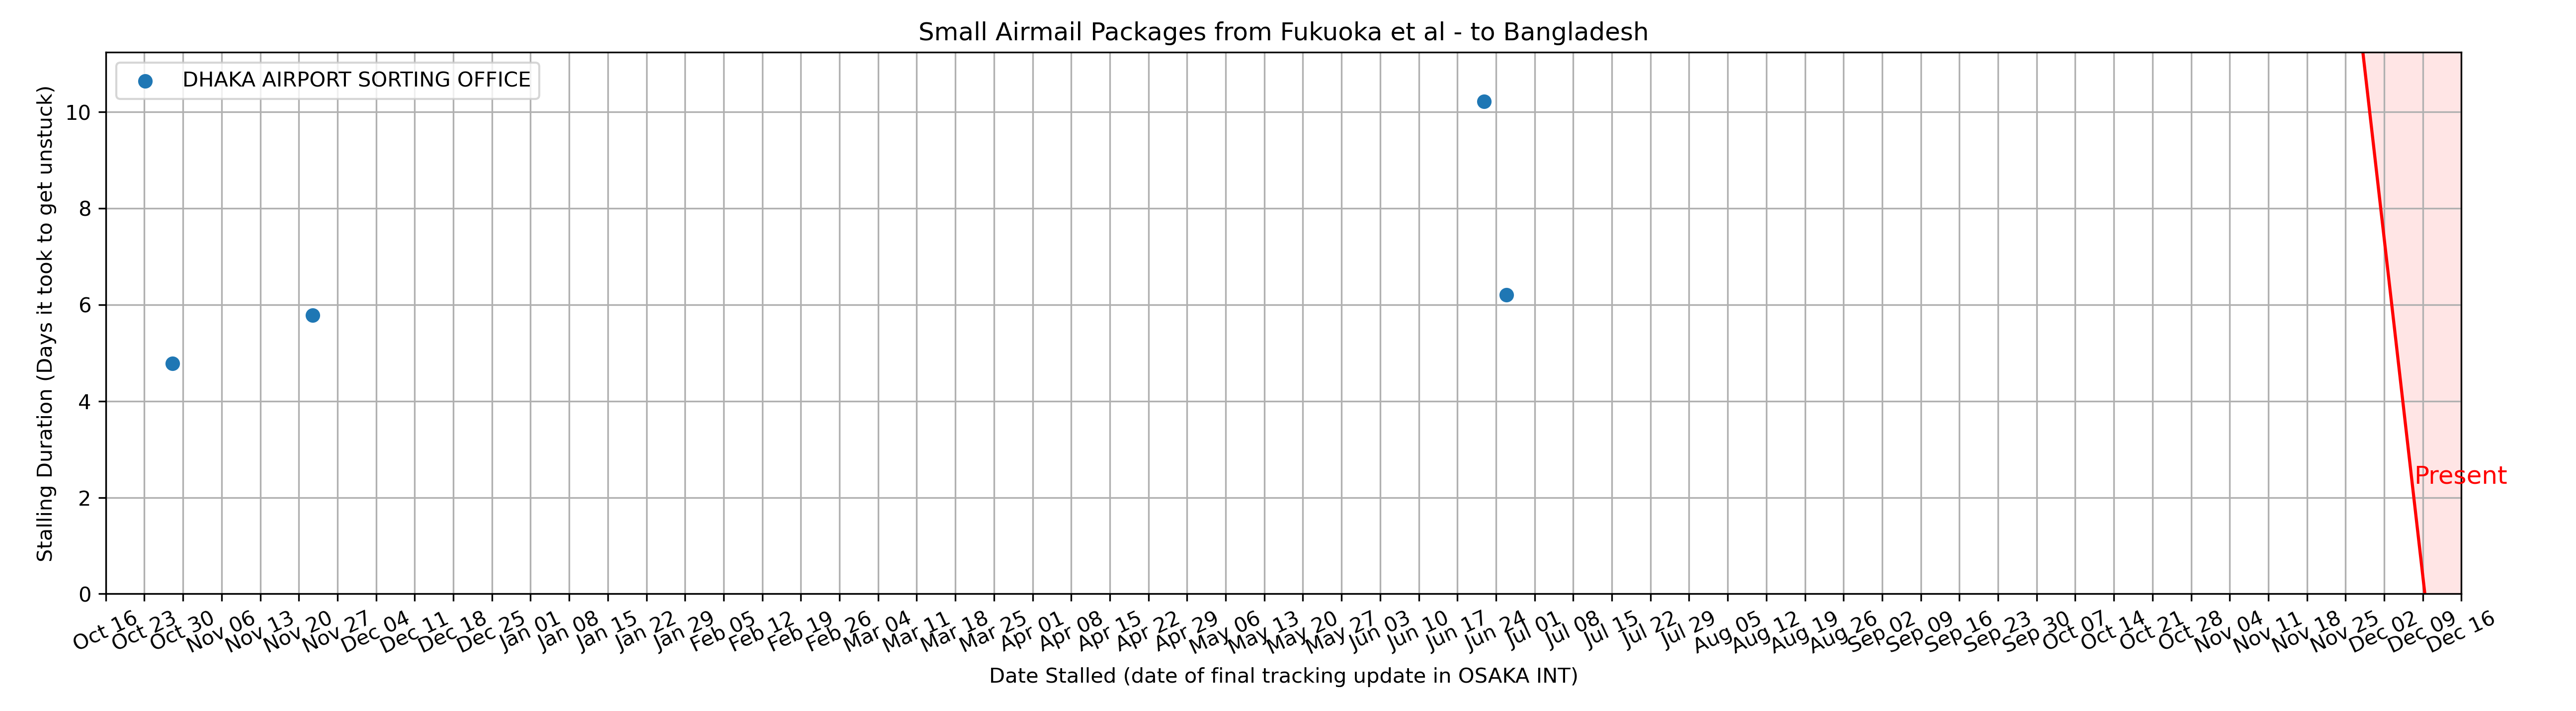 Small Airmail Packages from Fukuoka et al - to Bangladesh
DHAKA AIRPORT SORTING OFFICE
Stalling Duration (Days it took to get unstuck)
10
8
6
4
2
0
Present
Oct 16
Oct 23
Oct 30
Nov 06
Nov 13
Nov 20
Nov 27
Dec 04
Dec 11
Dec 18
Dec 25
Jan 01
Jan 08
Jan 15
Jan 22
Jan 29
Feb 05
Feb 12
Feb 19
Feb 26
Mar 04
Mar 11
Mar 18
Mar 25
Apr 01
Apr 08
Apr 15
Apr 22
Apr 29
May 06
May 13
May 20
May 27
Jun 03
Jun 10
Jun 17
Jun 24
Jul 01
Jul 08
Jul 15
Jul 22
Jul 29
Aug 05
Aug 12
Aug 19
Aug 26
Sep 02
Sep 09
Sep 16
Sep 23
Sep 30
Oct 07
Oct 14
Oct 21
Oct 28
Nov 04
Nov 11
Nov 18
Nov 25
Dec 02
Dec 09
Dec 16
Date Stalled (date of final tracking update in OSAKA INT)